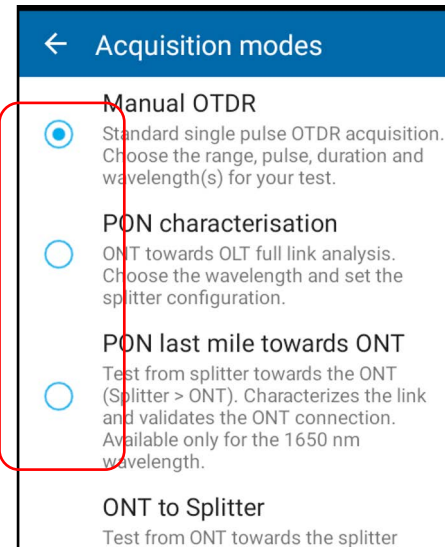 Acquisition modes
Manual OTDR
Standard single pulse OTDR acquisition.
Choose the range, pulse, duration and
wavelength(s) for your test.
PON characterisation
ONT towards OLT full link analysis.
Choose the wavelength and set the
splitter configuration.
PON last mile towards ONT
Test from splitter towards the ONT
(Splitter > ONT). Characterizes the link
and validates the ONT connection.
Available only for the 1650 nm
wavelength.
ONT to Splitter
Test from ONT towards the splitter